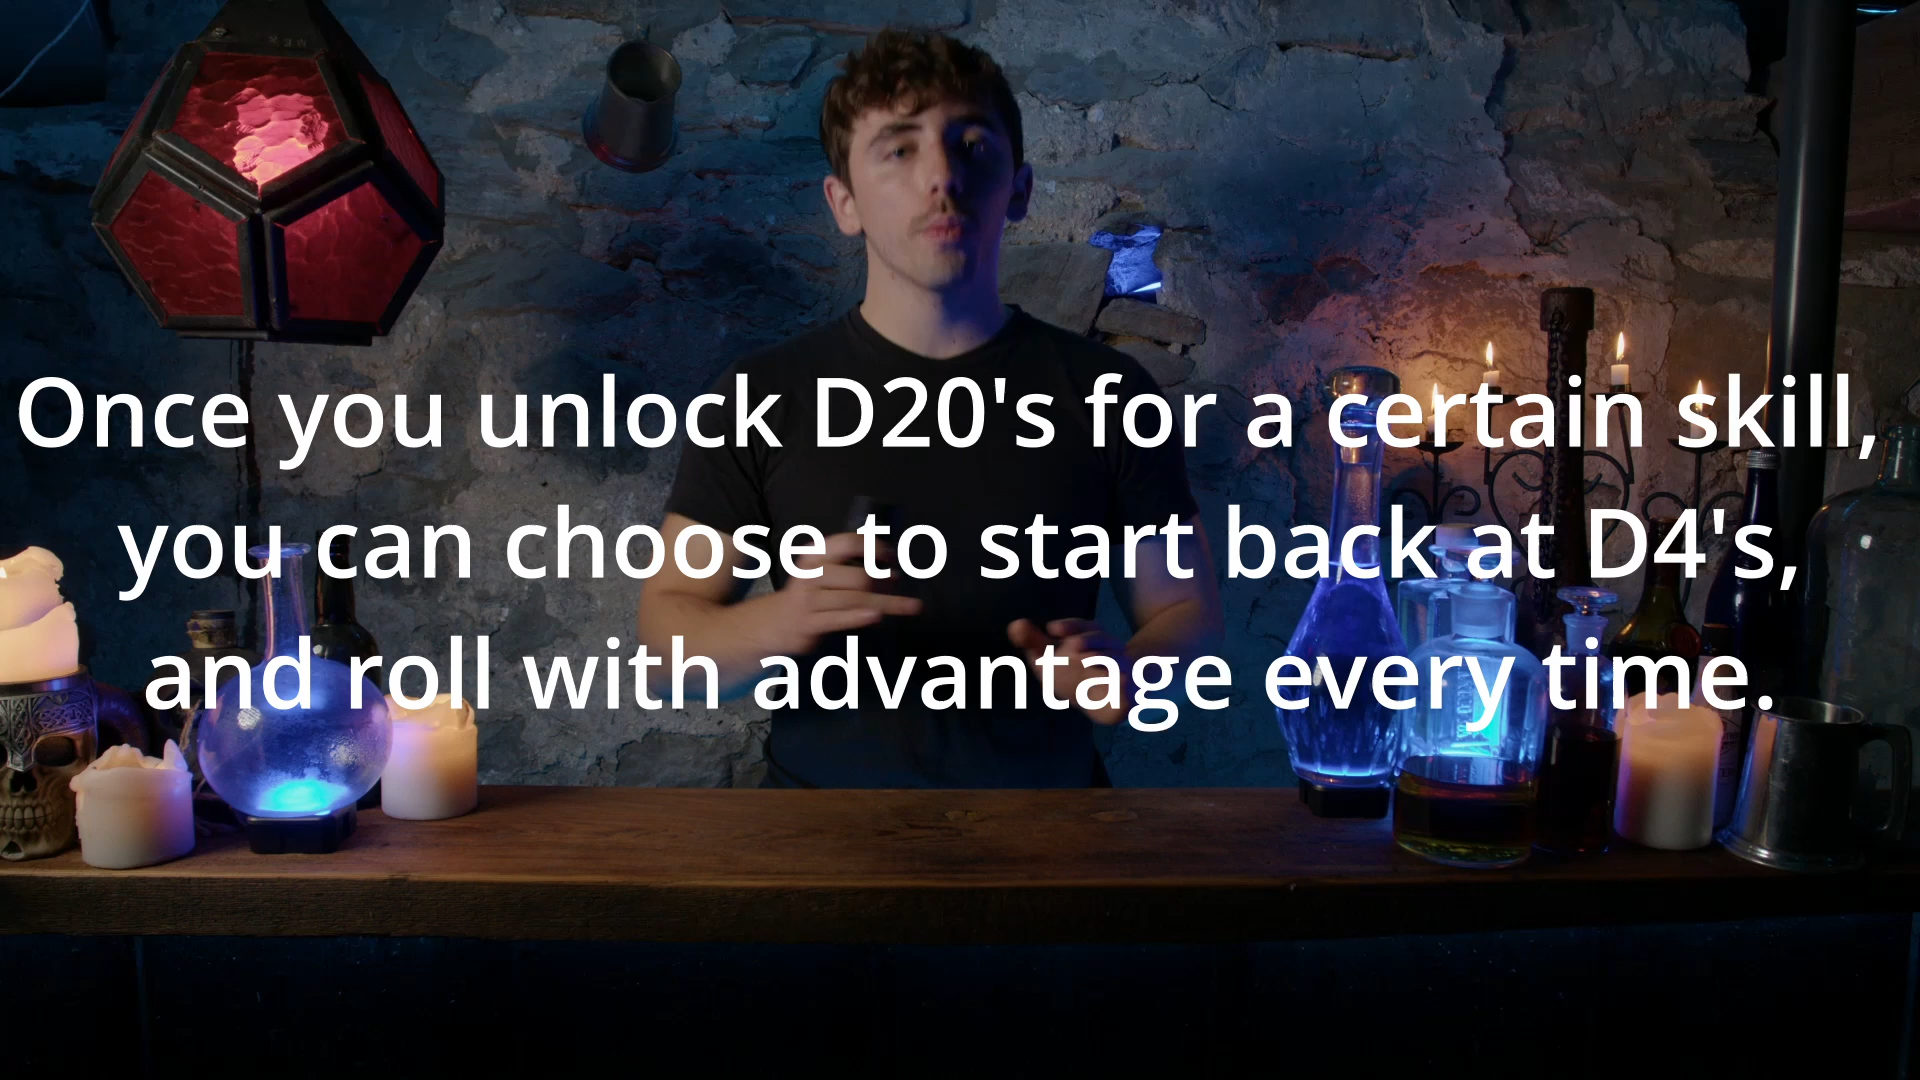 Once you unlock D20's for a certain skill,
you can choose to start back at D4's,
and roll with advantage every time.